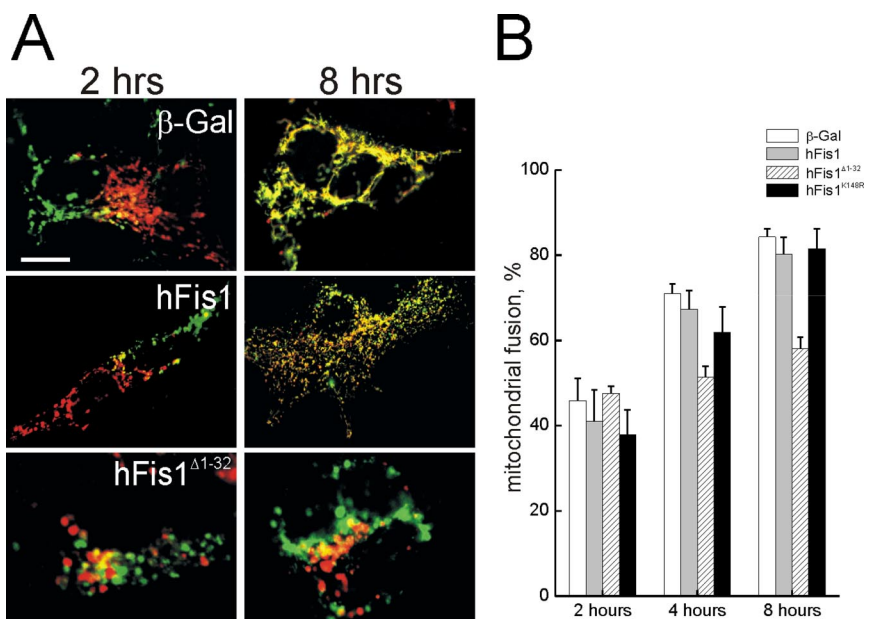 A
2 hrs
8 hrs
β-Gal
hFis1
hFis1Δ1-32
B
β-Gal
hFis1
hFis1Δ1-32
hFis1K148R
mitochondrial fusion, %
100
80
60
40
20
0
2 hours
4 hours
8 hours